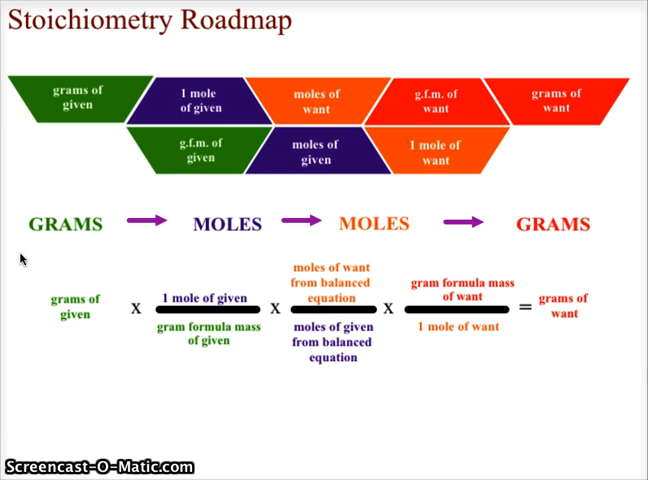 Stoichiometry Roadmap
grams of
given
1 mole
of given
moles of
want
g.f.m. of
want
grams of
want
g.f.m. of
given
moles of
given
1 mole of
want
GRAMS
MOLES
MOLES
GRAMS
grams of
given
X
1 mole of given
gram formula mass
of given
X
moles of want
from balanced
equation
moles of given
from balanced
equation
X
gram formula mass
of want
1 mole of want
=
grams of
want
Screencast-O-Matic.com